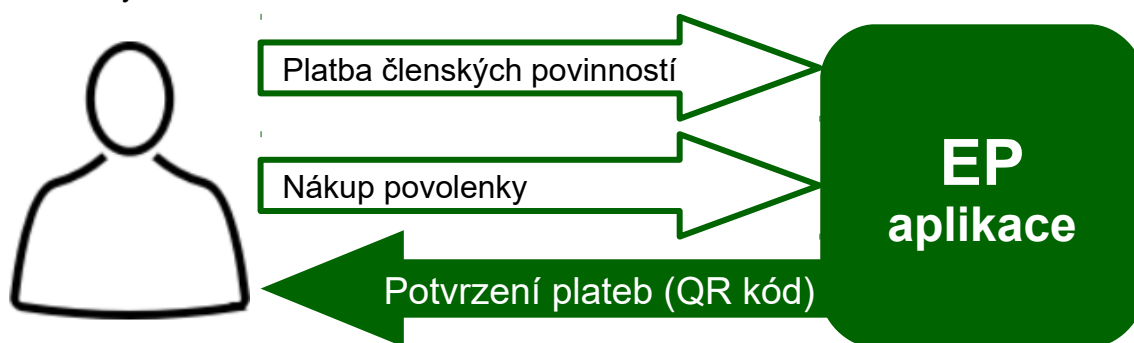 Platba členských povinností
Nákup povolenky
Potvrzení plateb (QR kód)
EP
aplikace